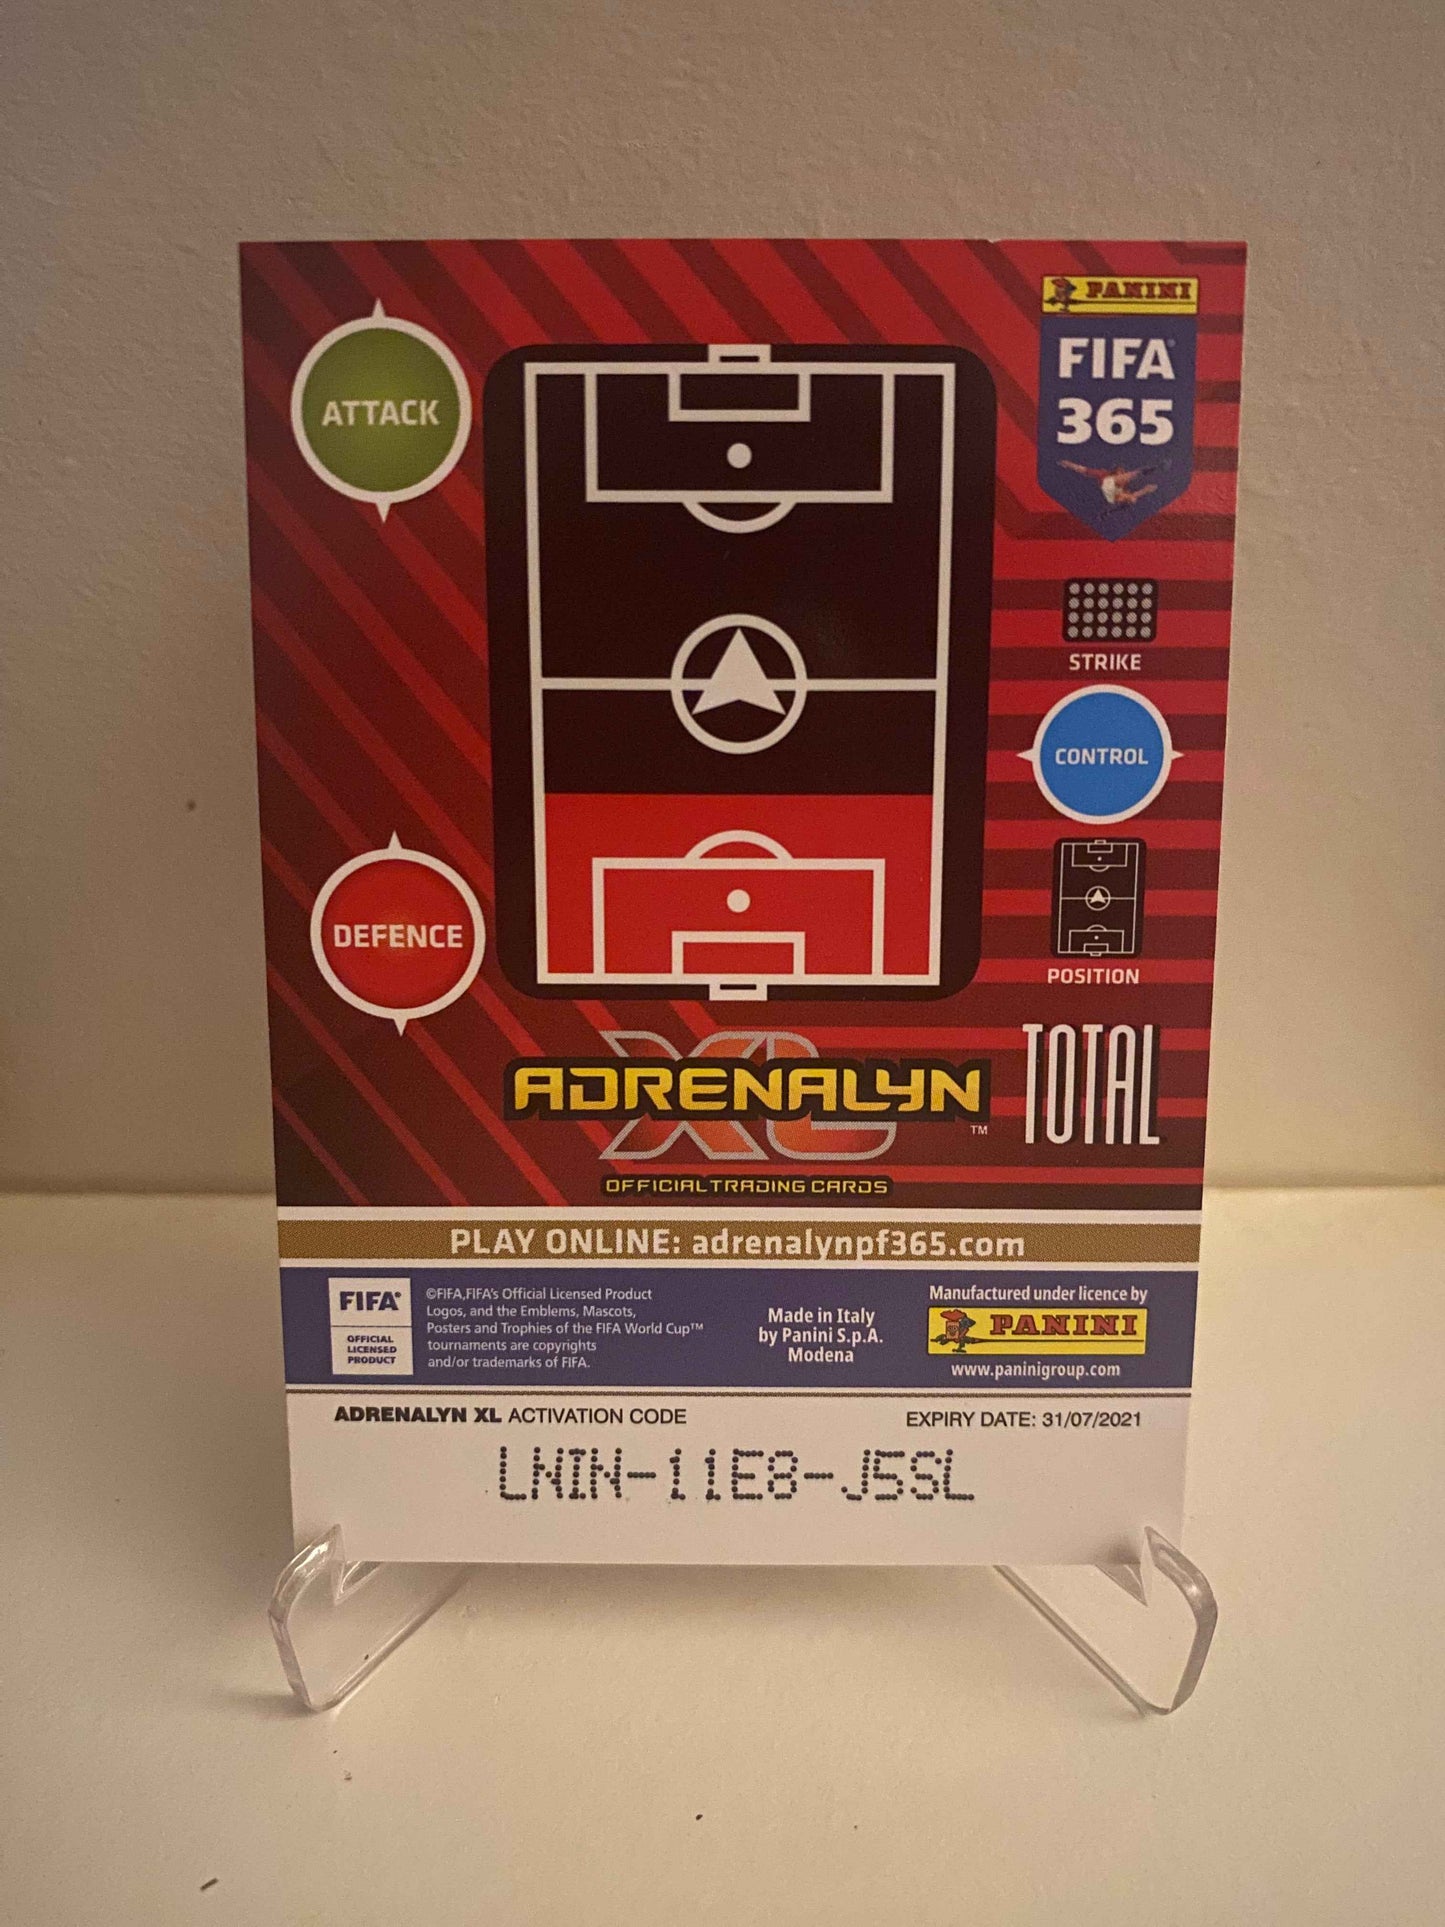 PANINI
FIFA
365
ATTACK
STRIKE
CONTROL
DEFENCE
POSITION
XL
ADRENALYN
™
TOTAL
OFFICIAL TRADING CARDS
PLAY ONLINE: adrenalynpf365.com
FIFA®
OFFICIAL
LICENSED
PRODUCT
©FIFA,FIFA's Official Licensed Product
Logos, and the Emblems, Mascots,
Posters and Trophies of the FIFA World Cup™
tournaments are copyrights
and/or trademarks of FIFA.
Made in Italy
by Panini S.p.A.
Modena
Manufactured under licence by
PANINI
www.paninigroup.com
ADRENALYN XL ACTIVATION CODE
EXPIRY DATE: 31/07/2021
LNIN-11E8-J5SL